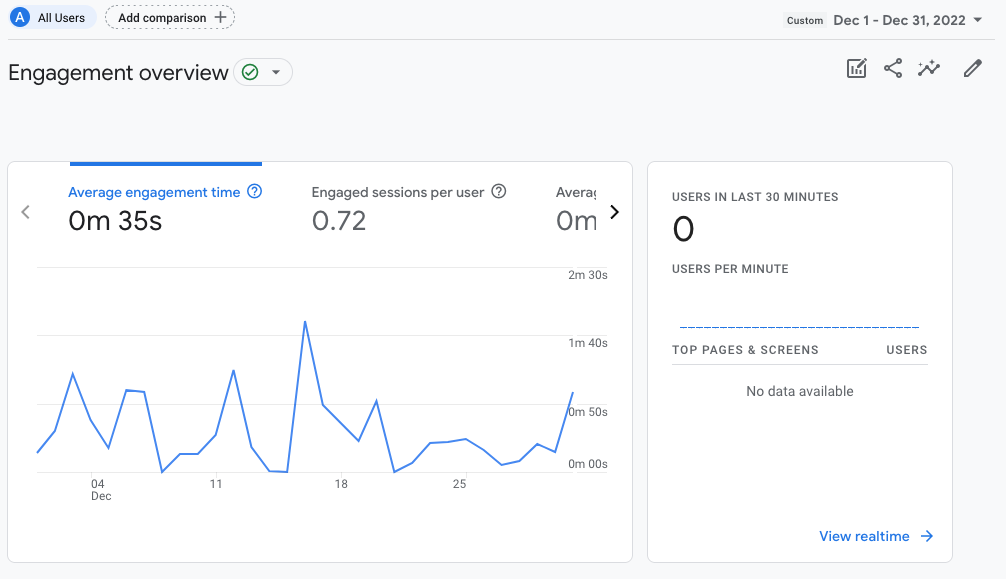 A All Users
Add comparison
Custom Dec 1 - Dec 31, 2022
Engagement overview
Average engagement time
0m 35s
Engaged sessions per user
0.72
Averag
0m
2m 30s
1m 40s
0m 50s
0m 00s
04
Dec
11
18
25
USERS IN LAST 30 MINUTES
0
USERS PER MINUTE
TOP PAGES & SCREENS USERS
No data available
View realtime